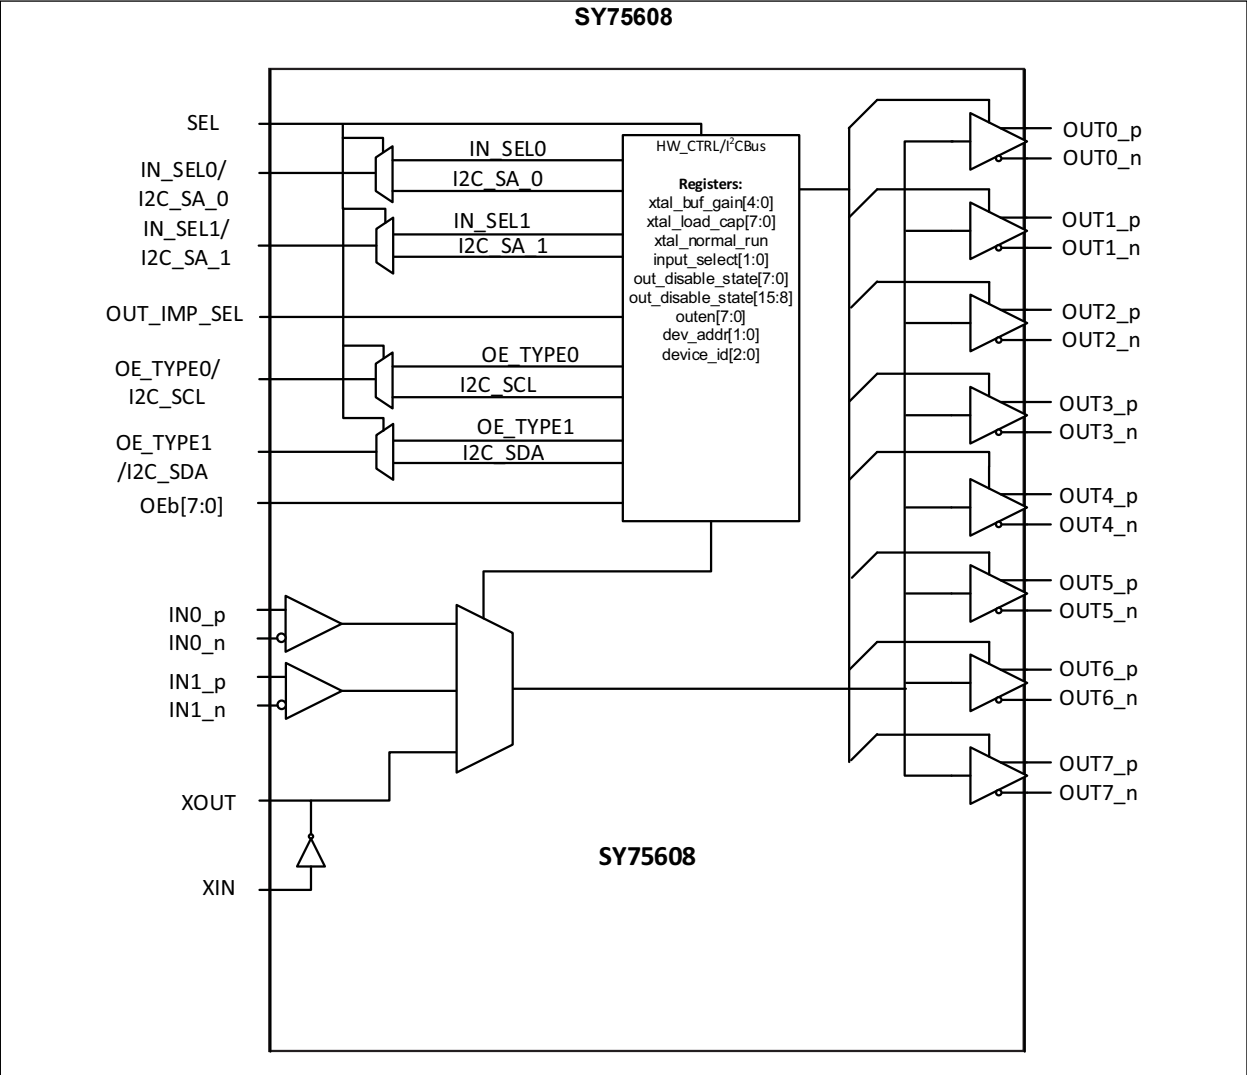 SY75608
SEL
IN_SEL0/
I2C_SA_0
IN_SEL1/
I2C_SA_1
OUT_IMP_SEL
OE_TYPE0/
I2C_SCL
OE_TYPE1
/I2C_SDA
OEb[7:0]
IN0_p
IN0_n
IN1_p
IN1_n
XOUT
XIN
IN_SEL0
I2C_SA_0
IN_SEL1
I2C_SA_1
OE_TYPE0
I2C_SCL
OE_TYPE1
I2C_SDA
HW_CTRL/I²CBus
Registers:
xtal_buf_gain[4:0]
xtal_load_cap[7:0]
xtal_normal_run
input_select[1:0]
out_disable_state[7:0]
out_disable_state[15:8]
outen[7:0]
dev_addr[1:0]
device_id[2:0]
OUT0_p
OUT0_n
OUT1_p
OUT1_n
OUT2_p
OUT2_n
OUT3_p
OUT3_n
OUT4_p
OUT4_n
OUT5_p
OUT5_n
OUT6_p
OUT6_n
OUT7_p
OUT7_n
SY75608